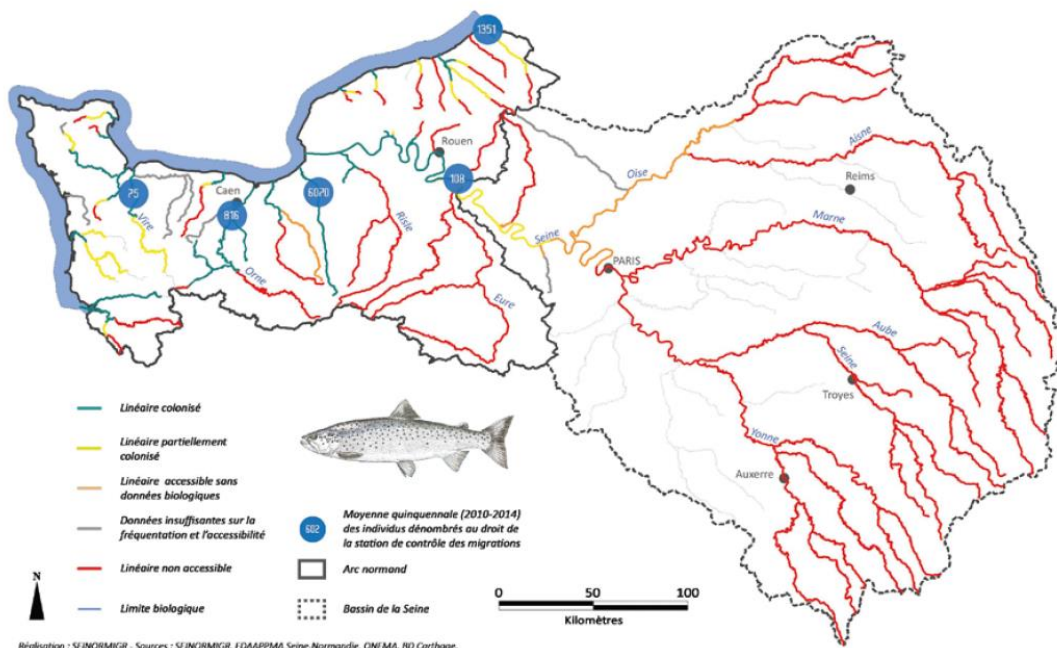 1351
Rouen
Aisne
Oise
Reims
75
Caen
6070
108
816
Vire
Risle
Marne
Seine
PARIS
Orne
Eure
Aube
Seine
Troyes
Yonne
Auxerre
Linéaire colonisé
Linéaire partiellement
colonisé
Linéaire accessible sans
données biologiques
Données insuffisantes sur la
fréquentation et l'accessibilité
Linéaire non accessible
Limite biologique
602
Moyenne quinquennale (2010-2014)
des individus dénombrés au droit de
la station de contrôle des migrations
Arc normand
Bassin de la Seine
N
0 50 100
Kilomètres
Réalisation : SEINORMIGR - Sources : SEINORMIGR, FDAAPPMA Seine-Normandie, ONEMA, BD Carthage.